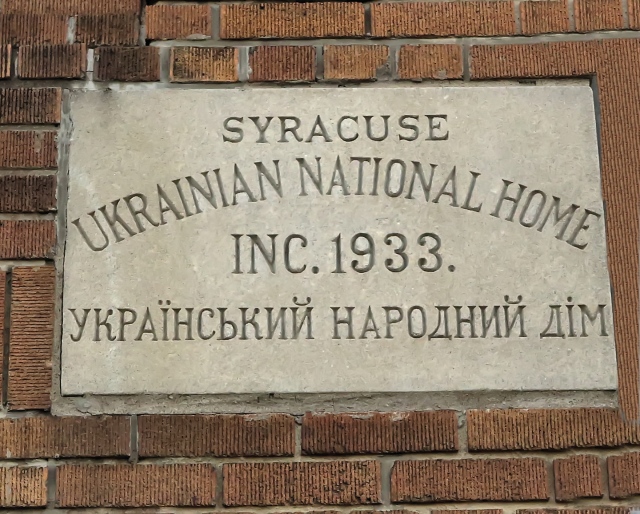 SYRACUSE
UKRAINIAN NATIONAL HOME
INC. 1933.
УКРАЇНСЬКИЙ НАРОДНИЙ ДІМ